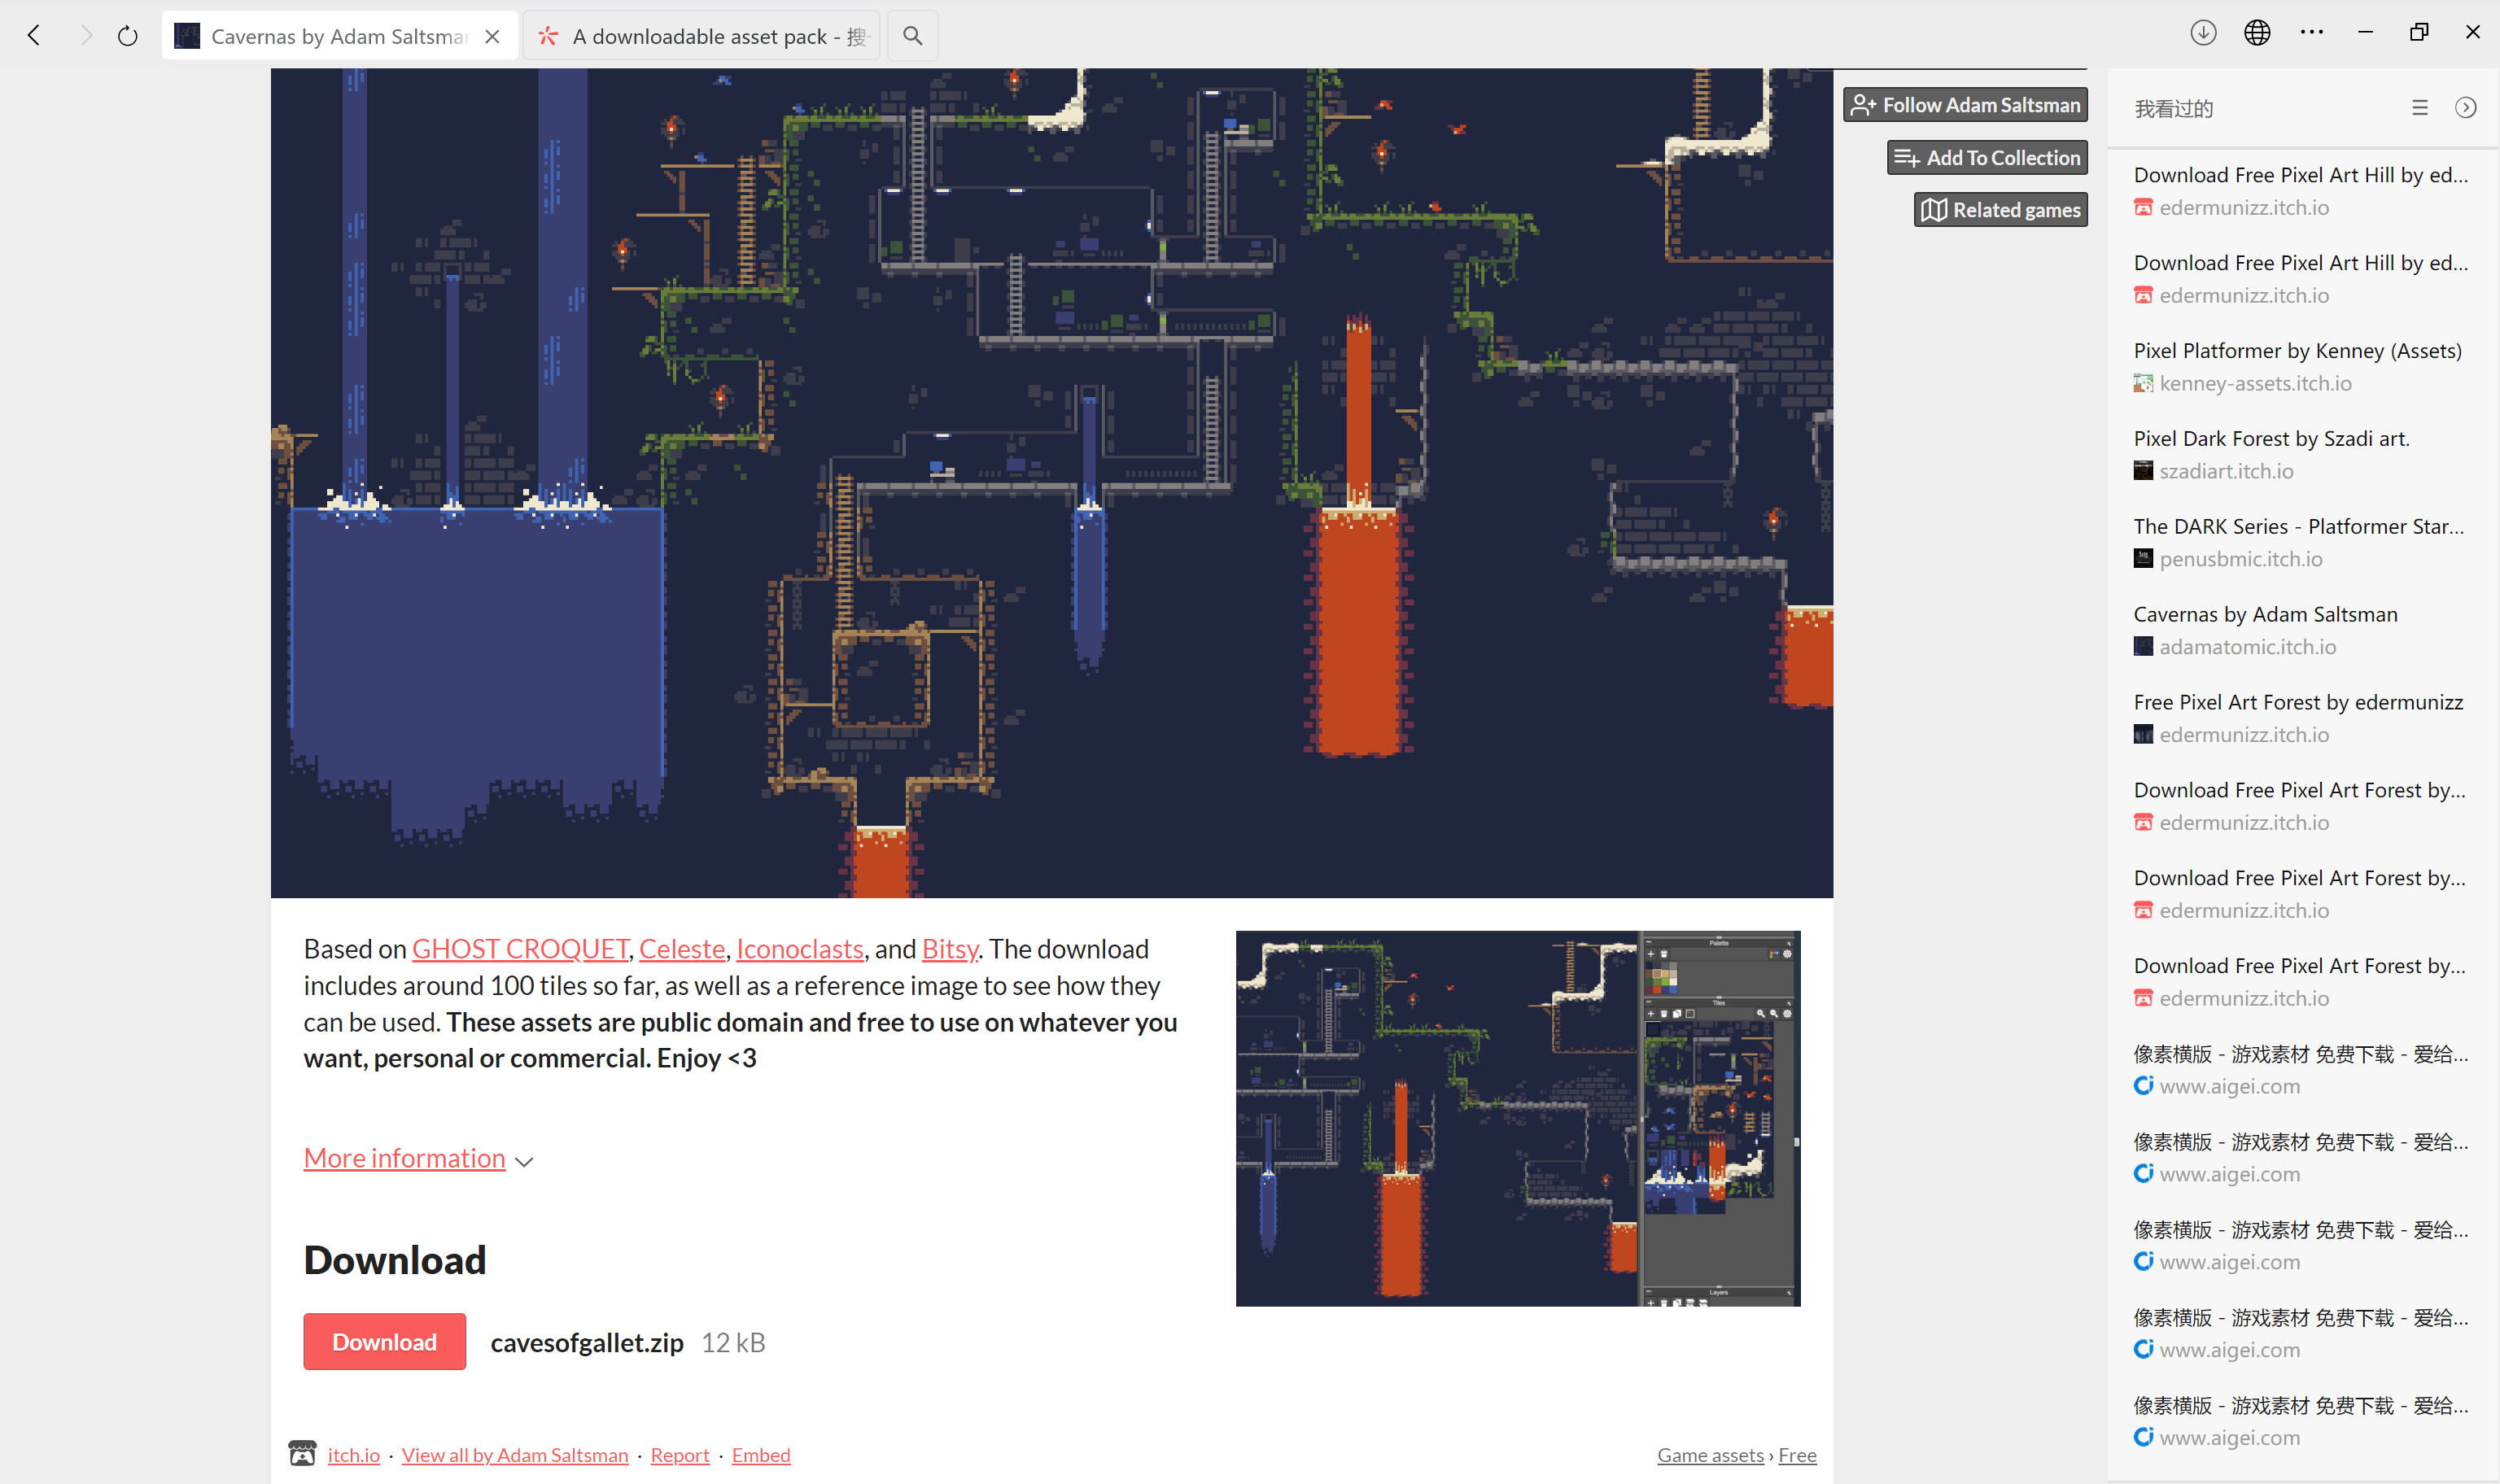 Cavernas by Adam Saltsman
A downloadable asset pack - 搜
Follow Adam Saltsman
Add To Collection
Related games
Based on GHOST CROQUET, Celeste, Iconoclasts, and Bitsy. The download
includes around 100 tiles so far, as well as a reference image to see how they
can be used. These assets are public domain and free to use on whatever you
want, personal or commercial. Enjoy <3
More information
Palette
Tiles
Layers
Download
Download cavesofgallet.zip 12 kB
itch.io · View all by Adam Saltsman · Report · Embed
Game assets › Free
我看过的
Download Free Pixel Art Hill by ed...
edermunizz.itch.io
Download Free Pixel Art Hill by ed...
edermunizz.itch.io
Pixel Platformer by Kenney (Assets)
kenney-assets.itch.io
Pixel Dark Forest by Szadi art.
szadiart.itch.io
The DARK Series - Platformer Star...
penusbmic.itch.io
Cavernas by Adam Saltsman
adamatomic.itch.io
Free Pixel Art Forest by edermunizz
edermunizz.itch.io
Download Free Pixel Art Forest by...
edermunizz.itch.io
Download Free Pixel Art Forest by...
edermunizz.itch.io
Download Free Pixel Art Forest by...
edermunizz.itch.io
像素横版 - 游戏素材 免费下载 - 爱给...
www.aigei.com
像素横版 - 游戏素材 免费下载 - 爱给...
www.aigei.com
像素横版 - 游戏素材 免费下载 - 爱给...
www.aigei.com
像素横版 - 游戏素材 免费下载 - 爱给...
www.aigei.com
像素横版 - 游戏素材 免费下载 - 爱给...
www.aigei.com